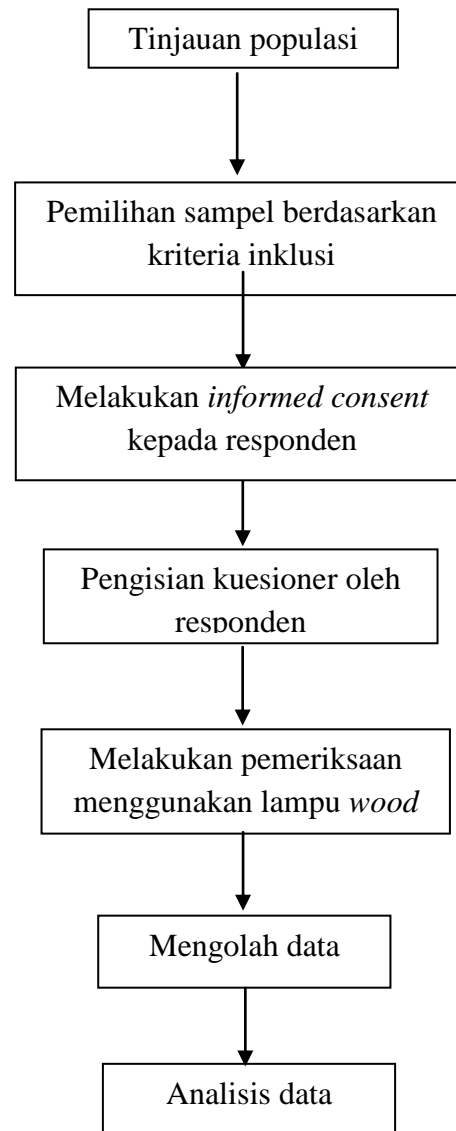 Tinjauan populasi
Pemilihan sampel berdasarkan
kriteria inklusi
Melakukan informed consent
kepada responden
Pengisian kuesioner oleh
responden
Melakukan pemeriksaan
menggunakan lampu wood
Mengolah data
Analisis data